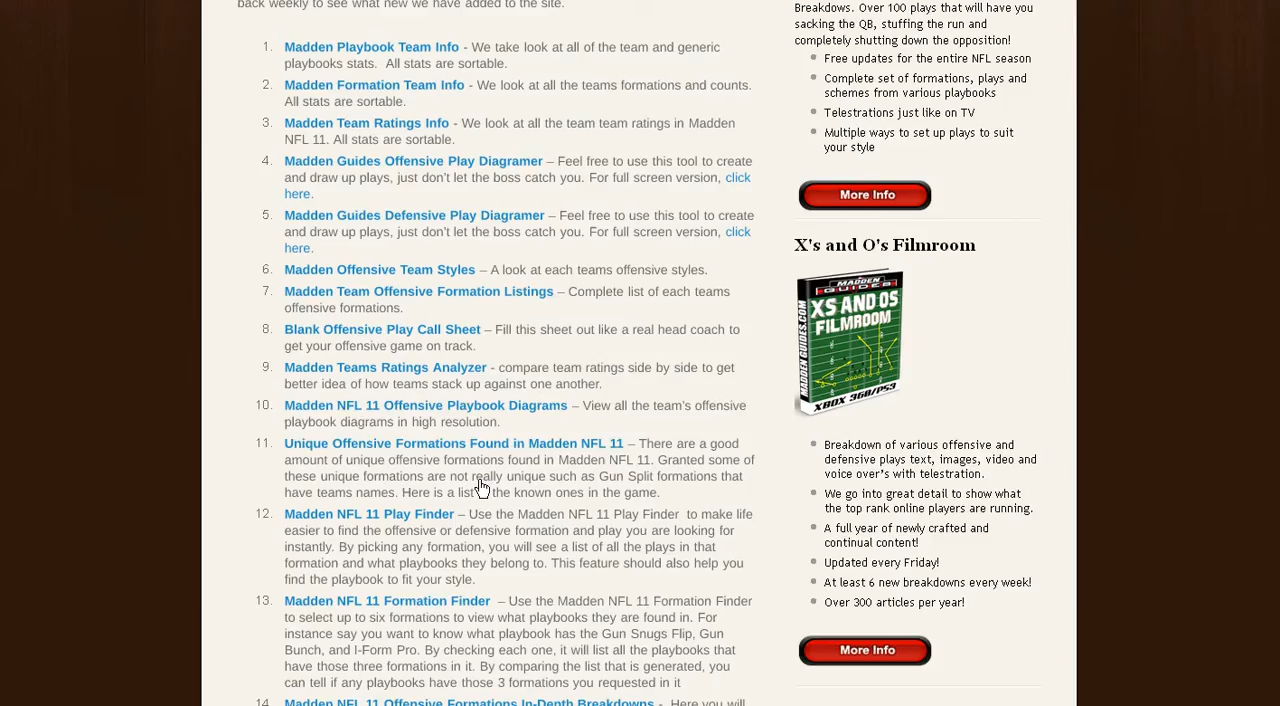 back weekly to see what new we have added to the site.
1. Madden Playbook Team Info - We take look at all of the team and generic
playbooks stats. All stats are sortable.
2. Madden Formation Team Info - We look at all the teams formations and counts.
All stats are sortable.
3. Madden Team Ratings Info - We look at all the team team ratings in Madden
NFL 11. All stats are sortable.
4. Madden Guides Offensive Play Diagramer – Feel free to use this tool to create
and draw up plays, just don't let the boss catch you. For full screen version, click
here.
5. Madden Guides Defensive Play Diagramer – Feel free to use this tool to create
and draw up plays, just don't let the boss catch you. For full screen version, click
here.
6. Madden Offensive Team Styles – A look at each teams offensive styles.
7. Madden Team Offensive Formation Listings – Complete list of each teams
offensive formations.
8. Blank Offensive Play Call Sheet – Fill this sheet out like a real head coach to
get your offensive game on track.
9. Madden Teams Ratings Analyzer - compare team ratings side by side to get
better idea of how teams stack up against one another.
10. Madden NFL 11 Offensive Playbook Diagrams – View all the team's offensive
playbook diagrams in high resolution.
11. Unique Offensive Formations Found in Madden NFL 11 – There are a good
amount of unique offensive formations found in Madden NFL 11. Granted some of
these unique formations are not really unique such as Gun Split formations that
have teams names. Here is a list the known ones in the game.
12. Madden NFL 11 Play Finder – Use the Madden NFL 11 Play Finder to make life
easier to find the offensive or defensive formation and play you are looking for
instantly. By picking any formation, you will see a list of all the plays in that
formation and what playbooks they belong to. This feature should also help you
find the playbook to fit your style.
13. Madden NFL 11 Formation Finder – Use the Madden NFL 11 Formation Finder
to select up to six formations to view what playbooks they are found in. For
instance say you want to know what playbook has the Gun Snugs Flip, Gun
Bunch, and I-Form Pro. By checking each one, it will list all the playbooks that
have those three formations in it. By comparing the list that is generated, you
can tell if any playbooks have those 3 formations you requested in it
14. Madden NFL 11 Offensive Formations In-Depth Breakdowns - Here you will
Breakdowns. Over 100 plays that will have you
sacking the QB, stuffing the run and
completely shutting down the opposition!
Free updates for the entire NFL season
Complete set of formations, plays and
schemes from various playbooks
Telestrations just like on TV
Multiple ways to set up plays to suit
your style
More Info
X's and O's Filmroom
MADDEN
GUIDES
XS AND OS
FILMROOM
MADDEN GUIDES.COM
XBOX 360/PS3
Breakdown of various offensive and
defensive plays text, images, video and
voice over's with telestration.
We go into great detail to show what
the top rank online players are running.
A full year of newly crafted and
continual content!
Updated every Friday!
At least 6 new breakdowns every week!
Over 300 articles per year!
More Info